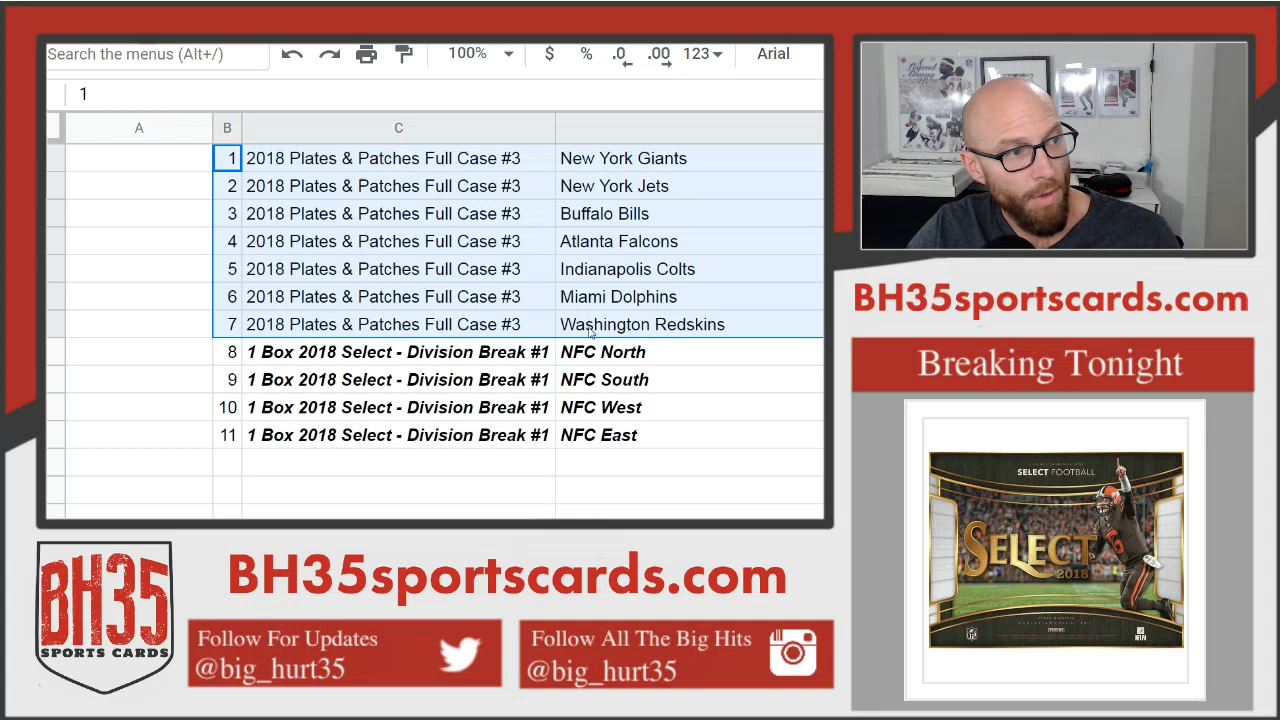 Search the menus (Alt+/)
100%
$ % .0 .00 123 Arial
1
A B C
1 2018 Plates & Patches Full Case #3 New York Giants
2 2018 Plates & Patches Full Case #3 New York Jets
3 2018 Plates & Patches Full Case #3 Buffalo Bills
4 2018 Plates & Patches Full Case #3 Atlanta Falcons
5 2018 Plates & Patches Full Case #3 Indianapolis Colts
6 2018 Plates & Patches Full Case #3 Miami Dolphins
7 2018 Plates & Patches Full Case #3 Washington Redskins
8 1 Box 2018 Select - Division Break #1 NFC North
9 1 Box 2018 Select - Division Break #1 NFC South
10 1 Box 2018 Select - Division Break #1 NFC West
11 1 Box 2018 Select - Division Break #1 NFC East
BH35
SPORTS CARDS
BH35sportscards.com
Follow For Updates
@big_hurt35
Follow All The Big Hits
@big_hurt35
Legend
Among
34
BH35sportscards.com
Breaking Tonight
SELECT FOOTBALL
SELECT
2018
NFL
NFLPA